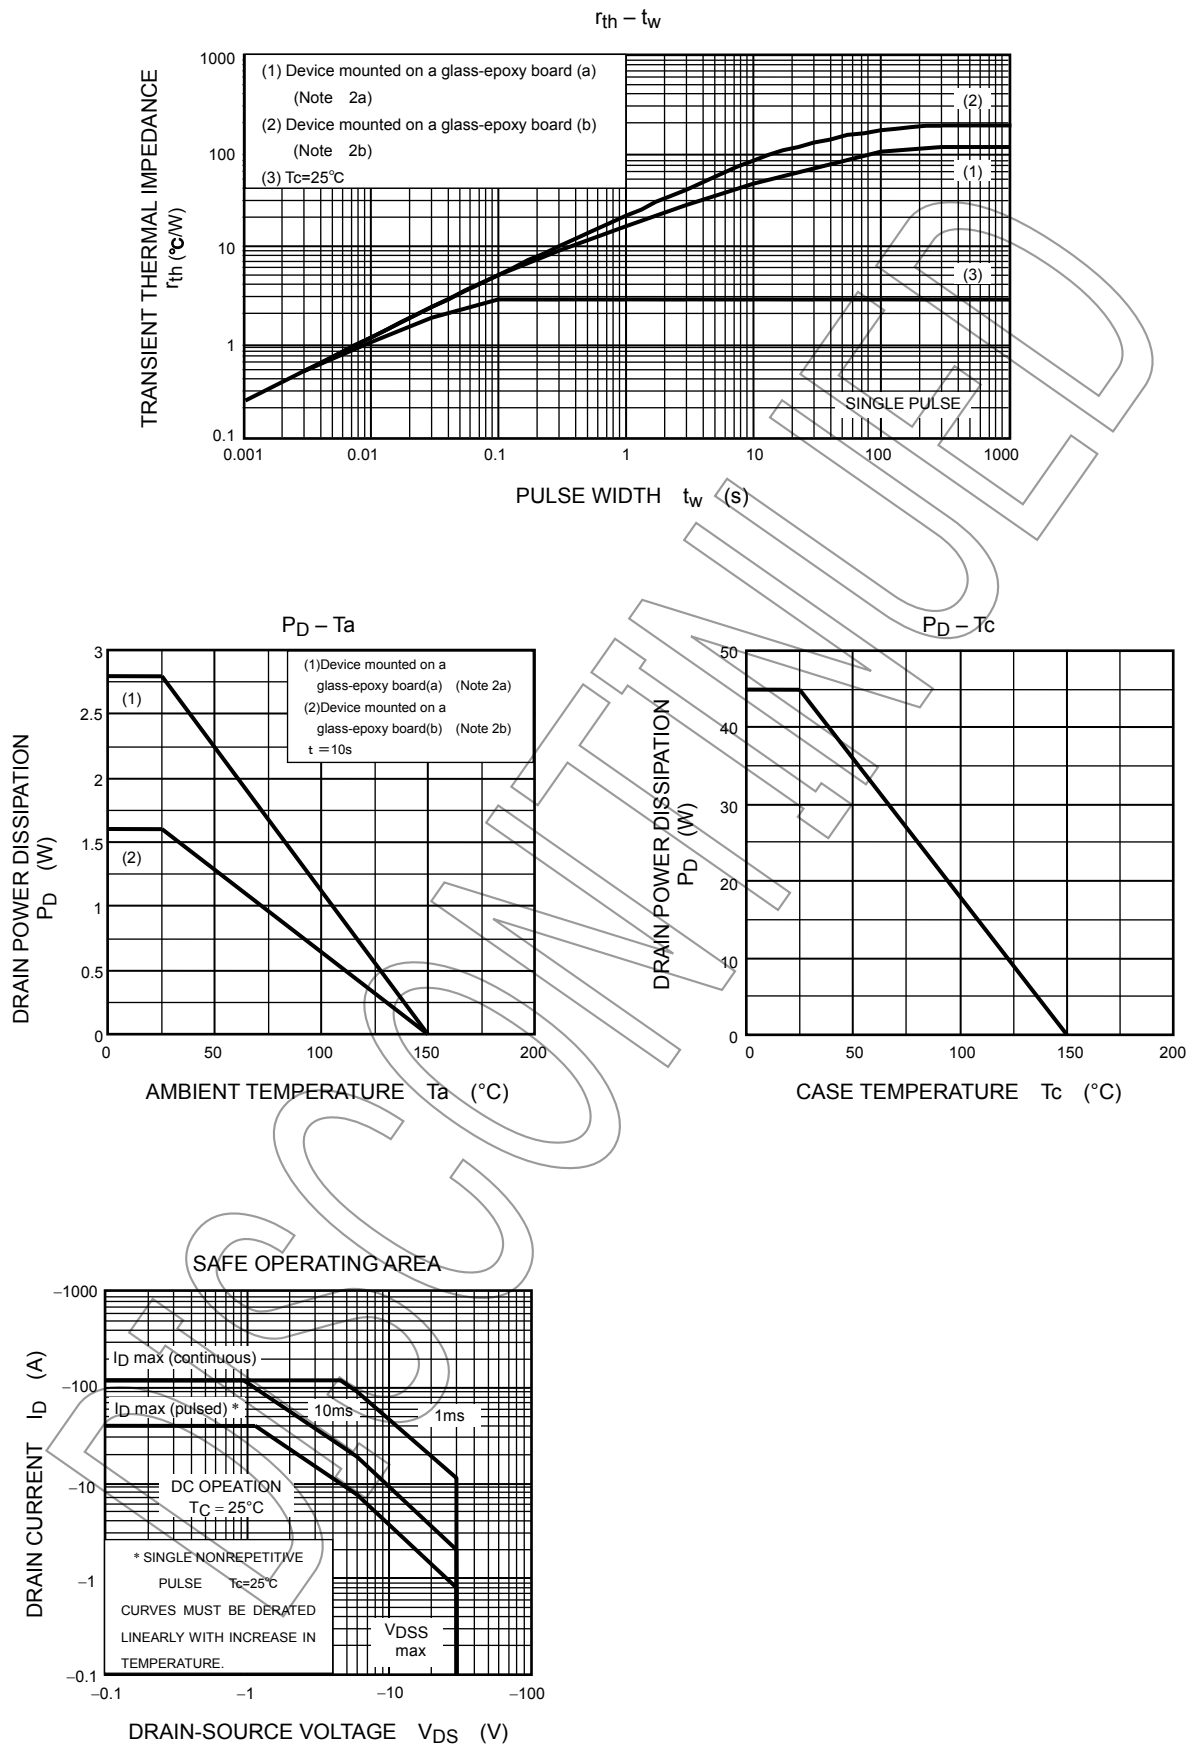 rth – tw
TRANSIENT THERMAL IMPEDANCE
rth (℃/W)
1000
100
10
1
0.1
(1) Device mounted on a glass-epoxy board (a)
(Note 2a)
(2) Device mounted on a glass-epoxy board (b)
(Note 2b)
(3) Tc=25℃
(2)
(1)
(3)
SINGLE PULSE
0.001 0.01 0.1 1 10 100 1000
PULSE WIDTH tw (s)
PD – Ta
DRAIN POWER DISSIPATION
PD (W)
3
2.5
2
1.5
1
0.5
0
(1)
(2)
(1)Device mounted on a
glass-epoxy board(a) (Note 2a)
(2)Device mounted on a
glass-epoxy board(b) (Note 2b)
t＝10s
0 50 100 150 200
AMBIENT TEMPERATURE Ta (°C)
PD – Tc
DRAIN POWER DISSIPATION
PD (W)
50
40
30
20
10
0
0 50 100 150 200
CASE TEMPERATURE Tc (°C)
SAFE OPERATING AREA
DRAIN CURRENT ID (A)
−1000
−100
−10
−1
−0.1
ID max (continuous)
ID max (pulsed) *
10ms
1ms
DC OPEATION
TC = 25°C
* SINGLE NONREPETITIVE
PULSE Tc=25℃
CURVES MUST BE DERATED
LINEARLY WITH INCREASE IN
TEMPERATURE.
VDSS
max
−0.1 −1 −10 −100
DRAIN-SOURCE VOLTAGE VDS (V)
DISCONTINUED